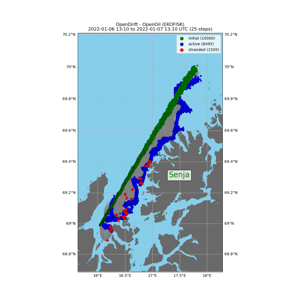 OpenDrift - OpenOil (EKOFISK)
2022-01-06 13:10 to 2022-01-07 13:10 UTC (25 steps)
70.2°N
70.2°N
initial (10000)
active (8495)
stranded (1505)
70°N
70°N
69.8°N
69.8°N
69.6°N
69.6°N
69.4°N
69.4°N
Senja
69.2°N
69.2°N
69°N
69°N
68.8°N
68.8°N
16°E
16.5°E
17°E
17.5°E
18°E